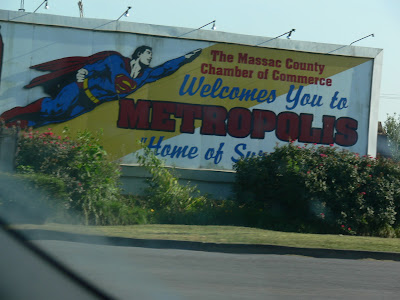 The Massac County
Chamber of Commerce
Welcomes You to
METROPOLIS
"Home of